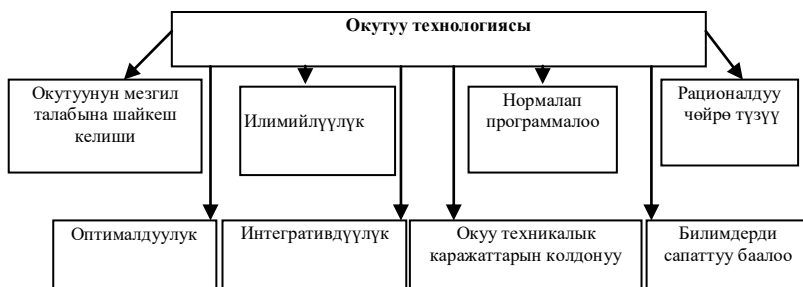 Окутуу технологиясы
Окутуунун мезгил
талабына шайкеш
келиши
Илимийлүүлүк
Нормалап
программалоо
Рационалдуу
чөйрө түзүү
Оптималдуулук
Интегративдүүлүк
Окуу техникалык
каражаттарын колдонуу
Билимдерди
сапаттуу баалоо